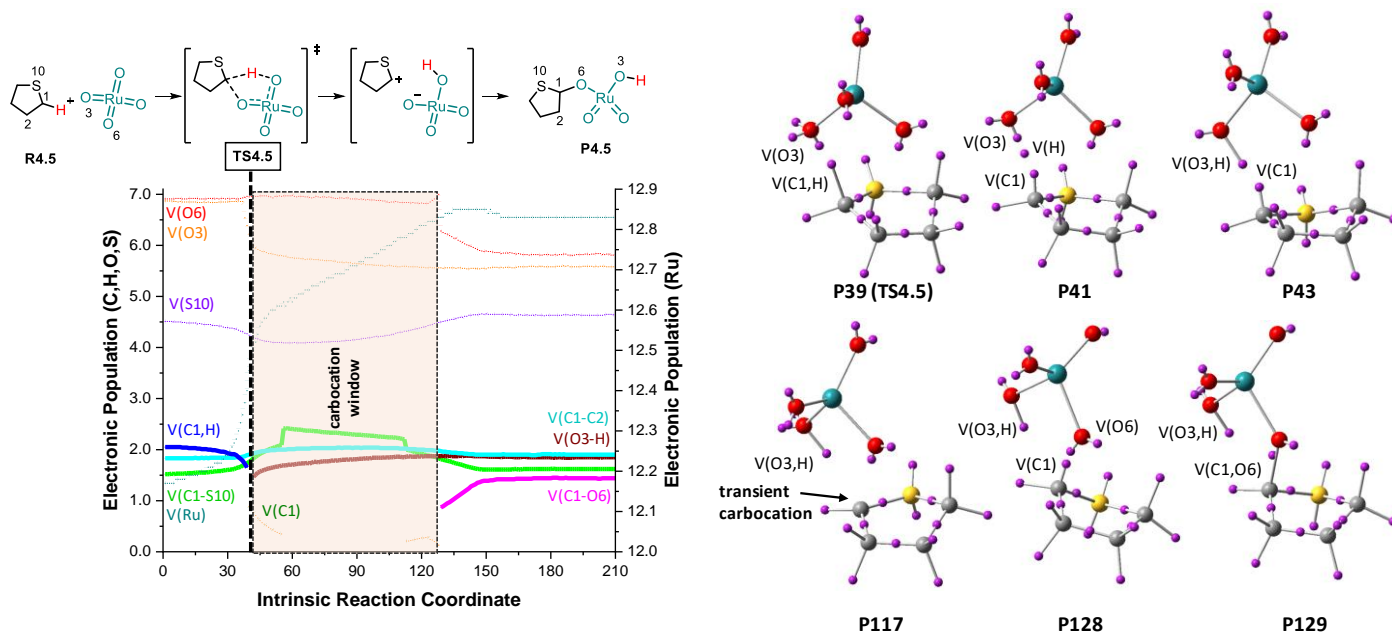 10
S
1
H
2
R4.5
+
O
O
Ru
O
O
3
6
TS4.5
S
H
O
O
Ru
O
O
‡
S
+
H
O
−
O
Ru
O
O
10
S
1
2
6
O
3
O
H
Ru
O
O
P4.5
Electronic Population (C,H,O,S)
7.0
6.0
5.0
4.0
3.0
2.0
1.0
0.0
V(O6)
V(O3)
V(S10)
V(C1,H)
V(C1-S10)
V(Ru)
V(C1)
carbocation
window
V(C1-C2)
V(O3-H)
V(C1-O6)
12.9
12.8
12.7
12.6
12.5
12.4
12.3
12.2
12.1
12.0
Electronic Population (Ru)
0 30 60 90 120 150 180 210
Intrinsic Reaction Coordinate
V(O3)
V(C1,H)
P39 (TS4.5)
V(O3)
V(H)
V(C1)
P41
V(O3,H)
V(C1)
P43
V(O3,H)
transient
carbocation
P117
V(O3,H)
V(O6)
V(C1)
P128
V(O3,H)
V(C1,O6)
P129